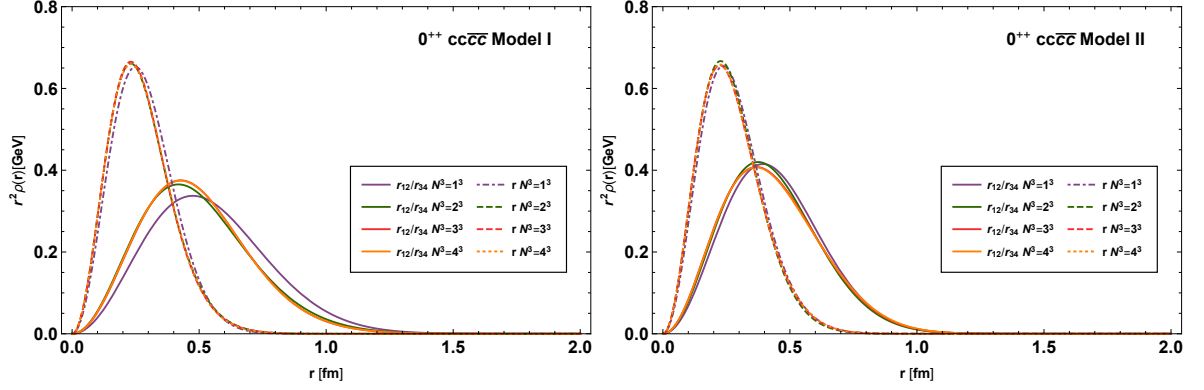 0⁺⁺ cc𝑐̅𝑐̅ Model I
r² ρ(r)[GeV]
0.8
0.6
0.4
0.2
0.0
r₁₂/r₃₄ N³=1³ r N³=1³
r₁₂/r₃₄ N³=2³ r N³=2³
r₁₂/r₃₄ N³=3³ r N³=3³
r₁₂/r₃₄ N³=4³ r N³=4³
0.0 0.5 1.0 1.5 2.0
r [fm]
0⁺⁺ cc𝑐̅𝑐̅ Model II
r² ρ(r)[GeV]
0.8
0.6
0.4
0.2
0.0
r₁₂/r₃₄ N³=1³ r N³=1³
r₁₂/r₃₄ N³=2³ r N³=2³
r₁₂/r₃₄ N³=3³ r N³=3³
r₁₂/r₃₄ N³=4³ r N³=4³
0.0 0.5 1.0 1.5 2.0
r [fm]